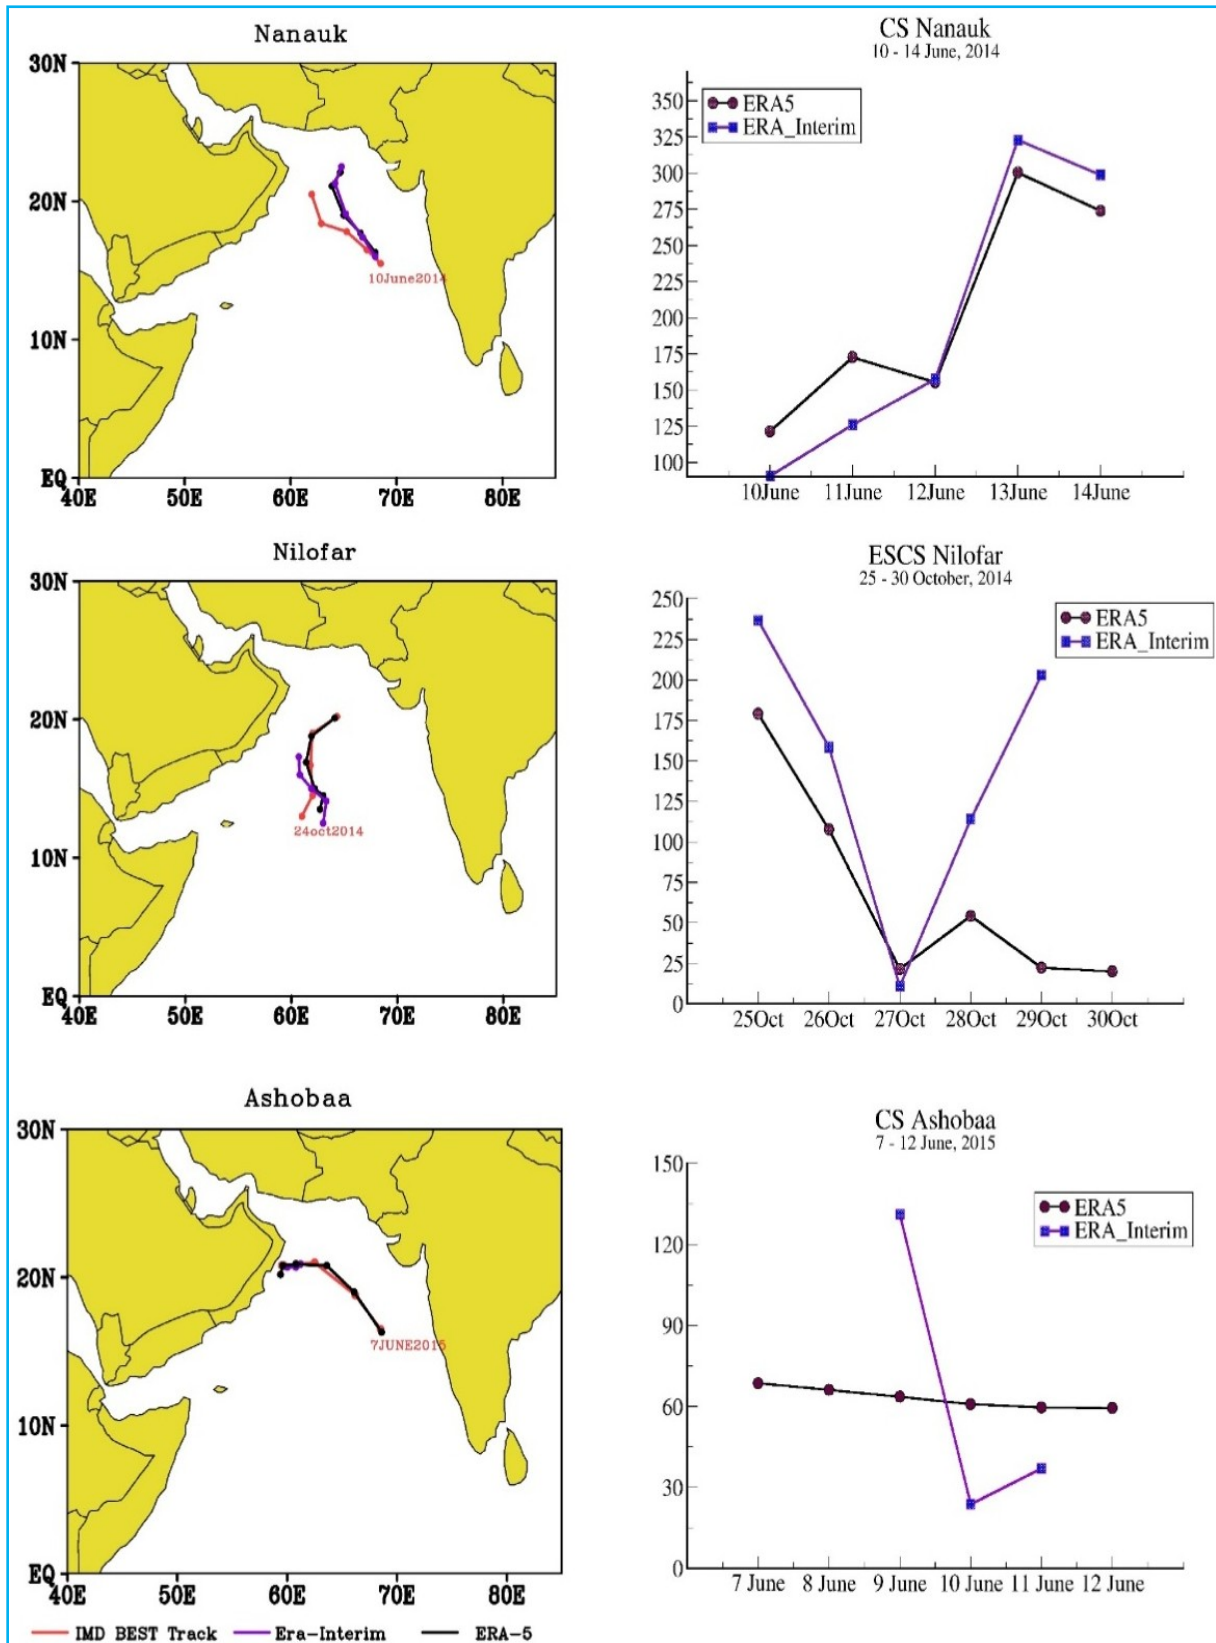 Nanauk
30N
20N
10N
EQ
40E 50E 60E 70E 80E
10June2014
CS Nanauk
10 - 14 June, 2014
ERA5
ERA_Interim
350
325
300
275
250
225
200
175
150
125
100
10June 11June 12June 13June 14June
Nilofar
30N
20N
10N
EQ
40E 50E 60E 70E 80E
24oct2014
ESCS Nilofar
25 - 30 October, 2014
ERA5
ERA_Interim
250
225
200
175
150
125
100
75
50
25
0
25Oct 26Oct 27Oct 28Oct 29Oct 30Oct
Ashobaa
30N
20N
10N
EQ
40E 50E 60E 70E 80E
7JUNE2015
CS Ashobaa
7 - 12 June, 2015
ERA5
ERA_Interim
150
120
90
60
30
0
7 June 8 June 9 June 10 June 11 June 12 June
IMD BEST Track Era-Interim ERA-5